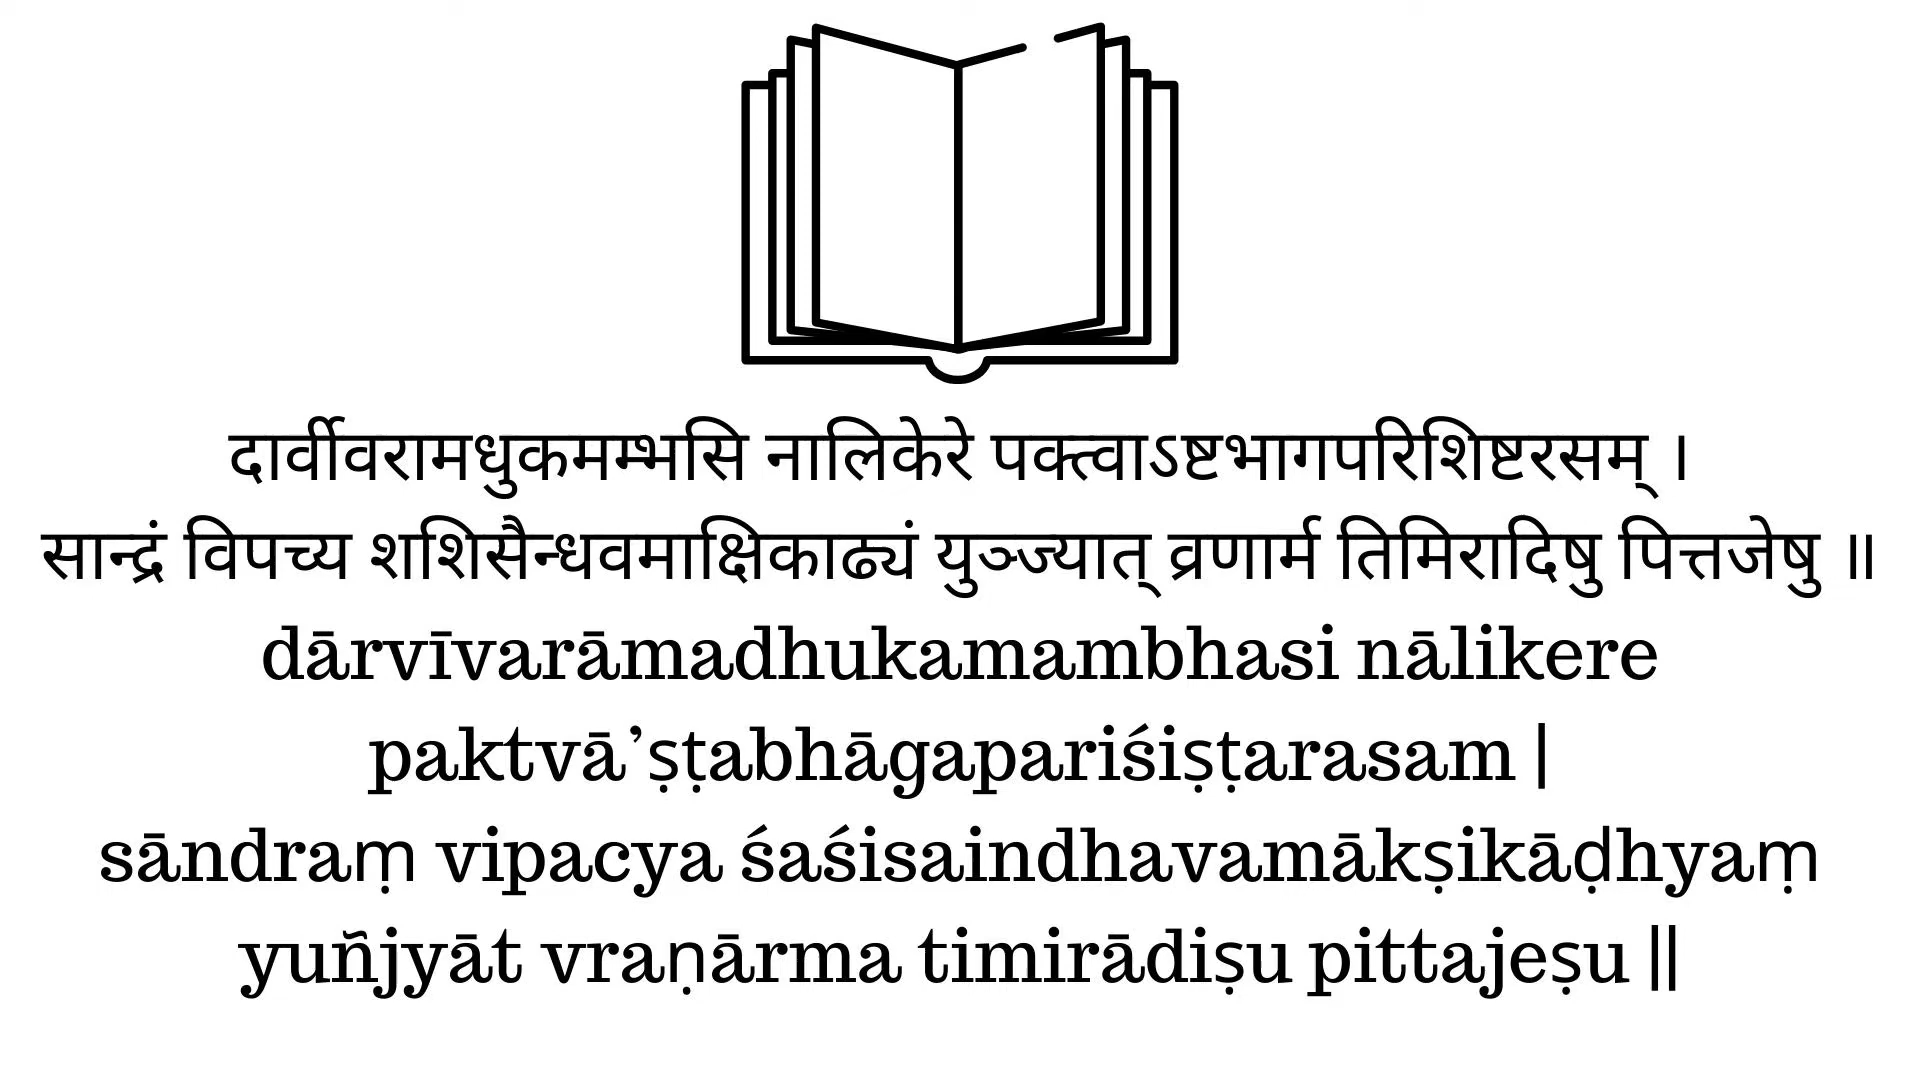 दार्वीवरामधुकमम्भसि नालिकेरे पक्त्वाऽष्टभागपरिशिष्टरसम् ।
सान्द्रं विपच्य शशिसैन्धवमाक्षिकाढ्यं युञ्ज्यात् व्रणार्म तिमिरादिषु पित्तजेषु ॥
dārvīvarāmadhukamambhasi nālikere
paktvā’ṣṭabhāgapariśiṣṭarasam |
sāndraṃ vipacya śaśisaindhavamākṣikāḍhyaṃ
yuñjyāt vraṇārma timirādiṣu pittajeṣu ||